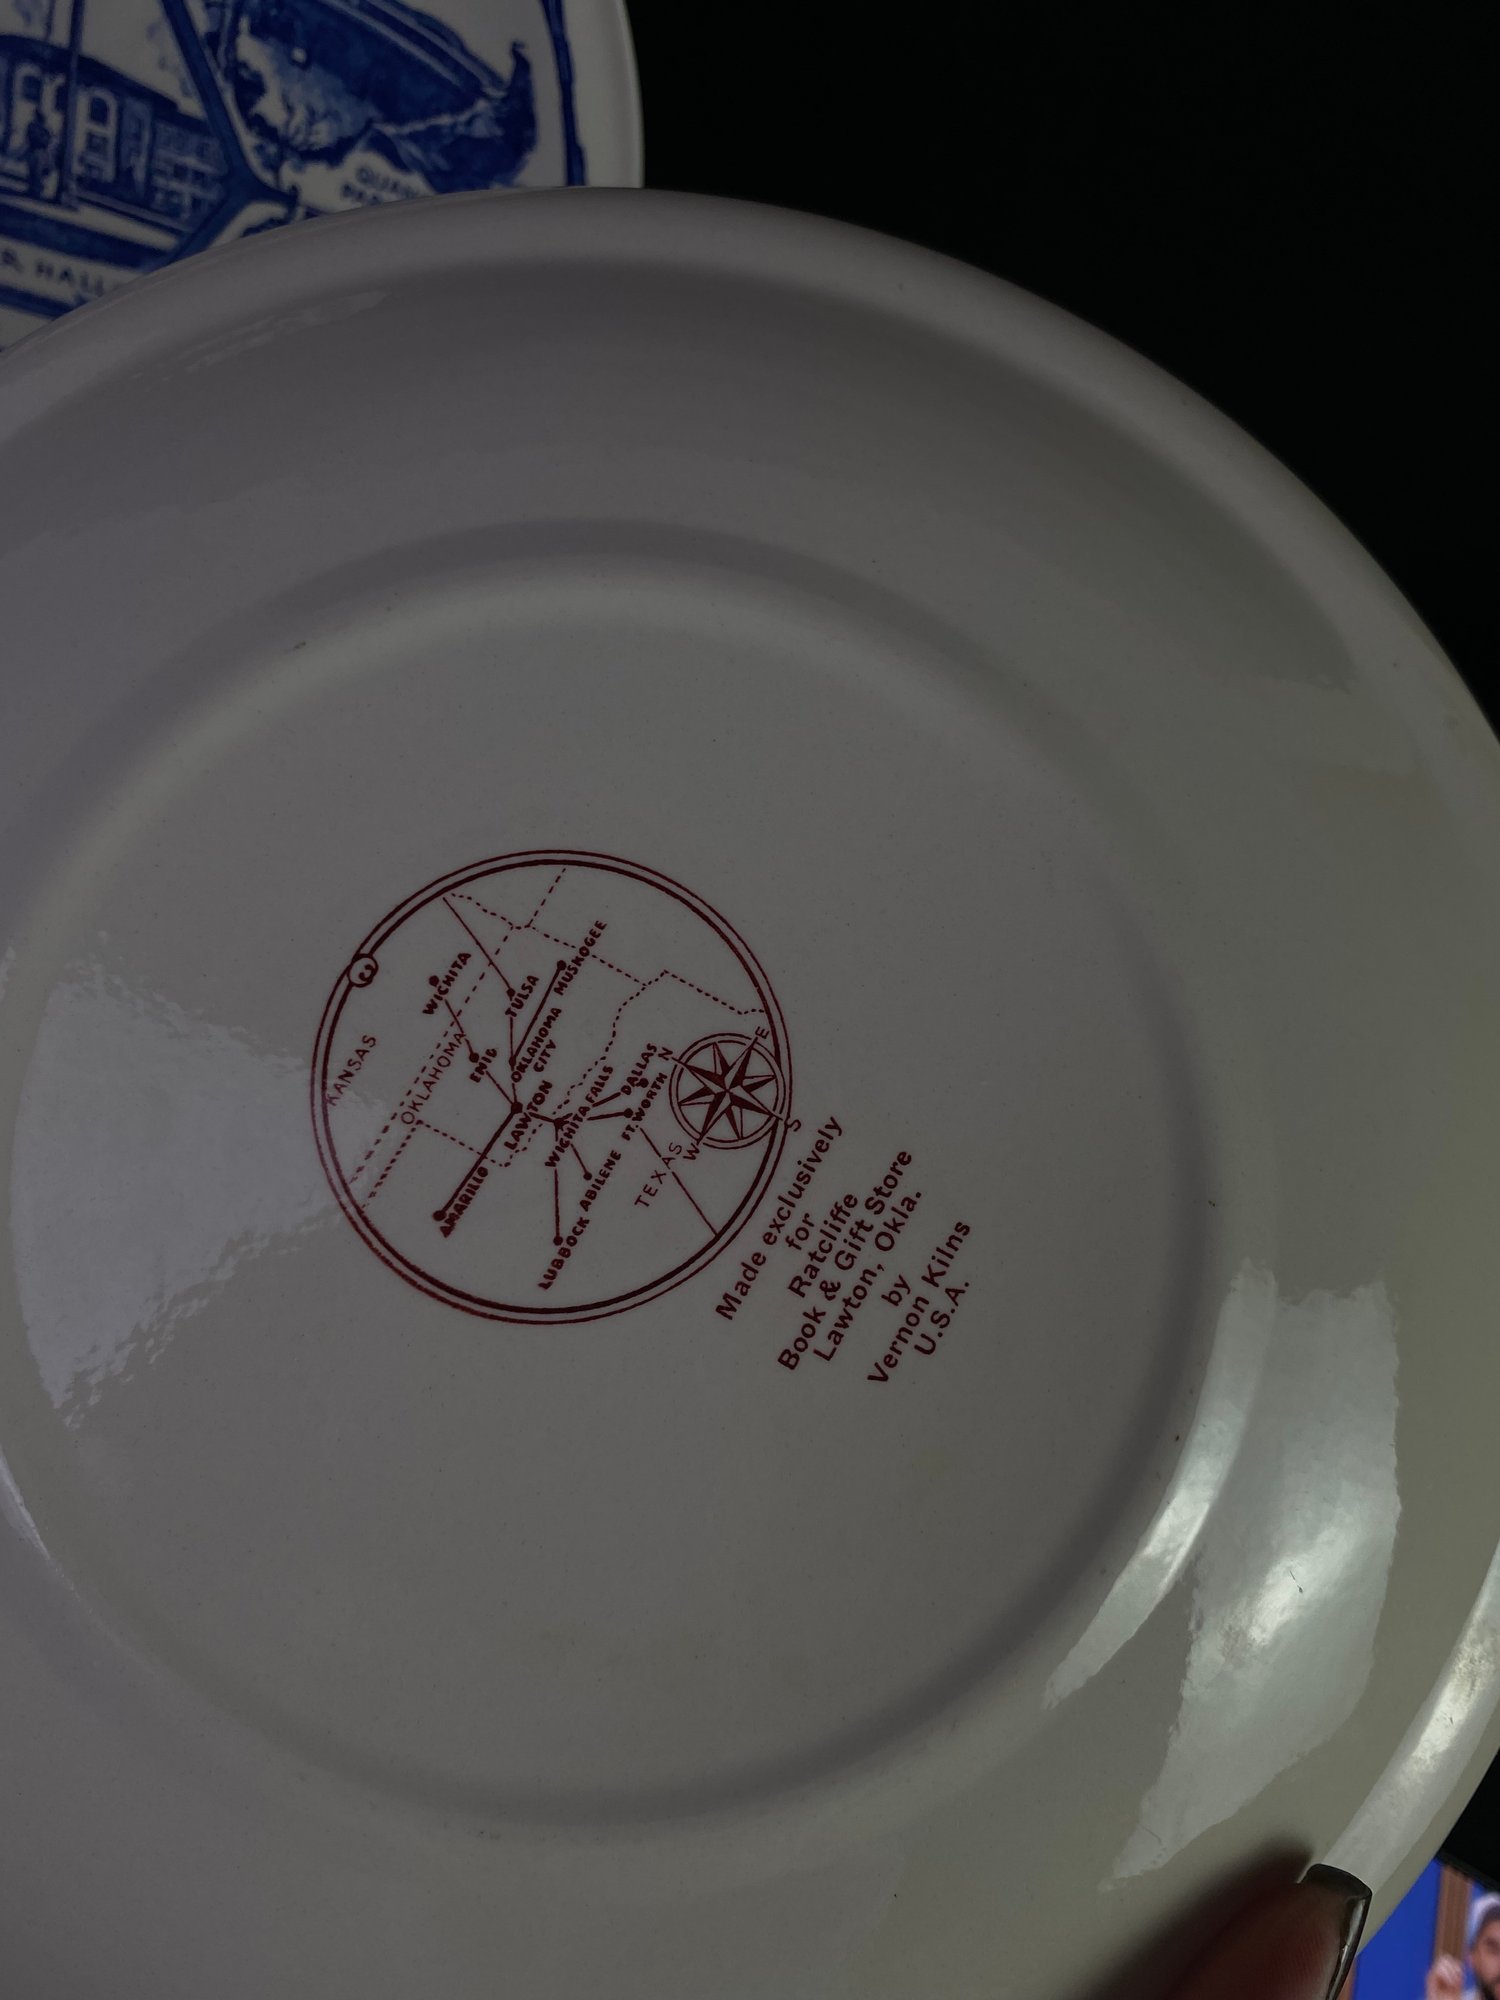 R HALL
KANSAS
WICHITA
OKLAHOMA
ENID
TULSA
OKLAHOMA
CITY
MUSKOGEE
LAWTON
AMARILLO
WICHITA FALLS
DALLAS
FT. WORTH
ABILENE
LUBBOCK
TEXAS
N
E
S
W
Made exclusively
for
Ratcliffe
Book & Gift Store
Lawton, Okla.
by
Vernon Kilns
U.S.A.